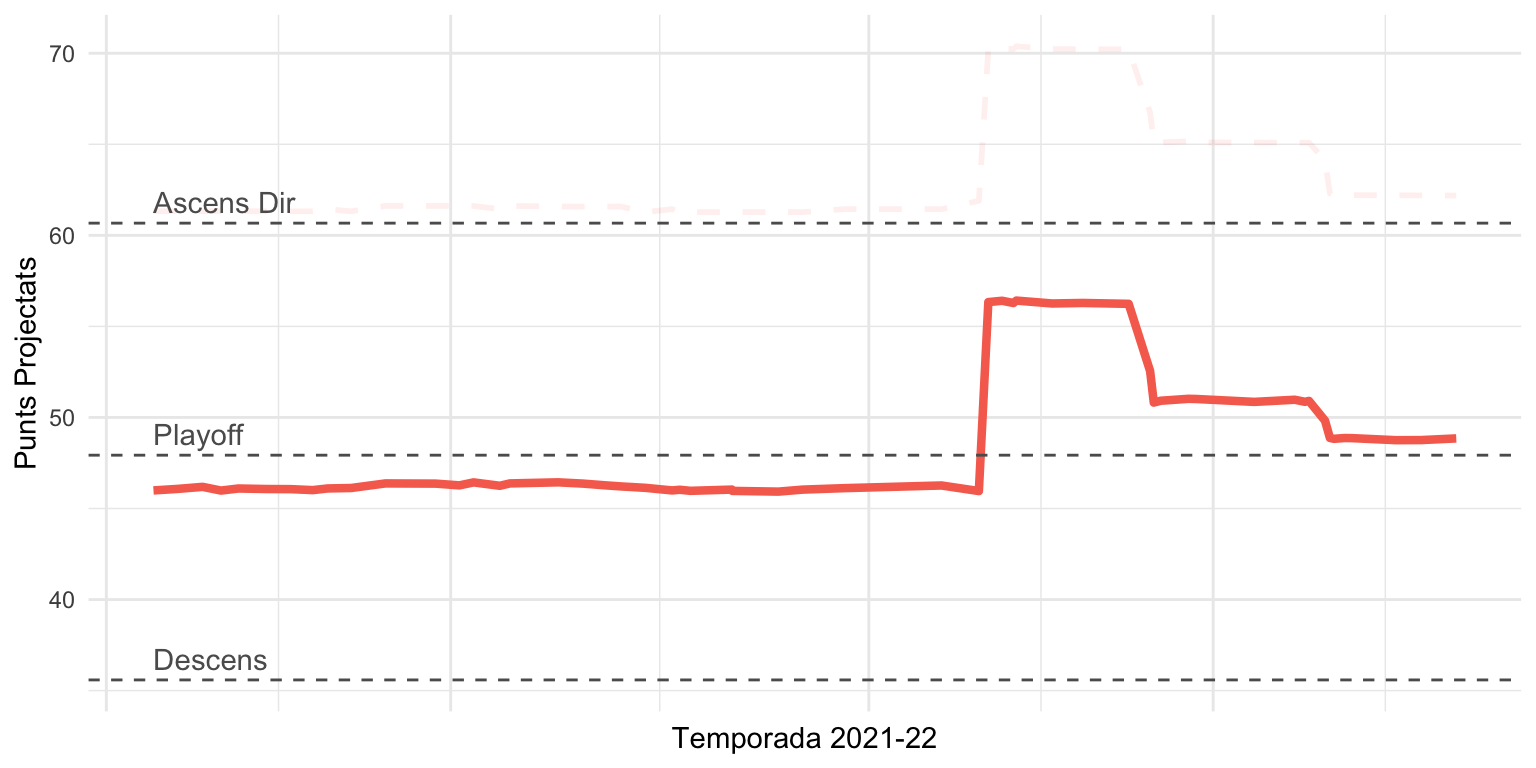 70
Ascens Dir
60
Punts Projectats
50
Playoff
40
Descens
Temporada 2021-22